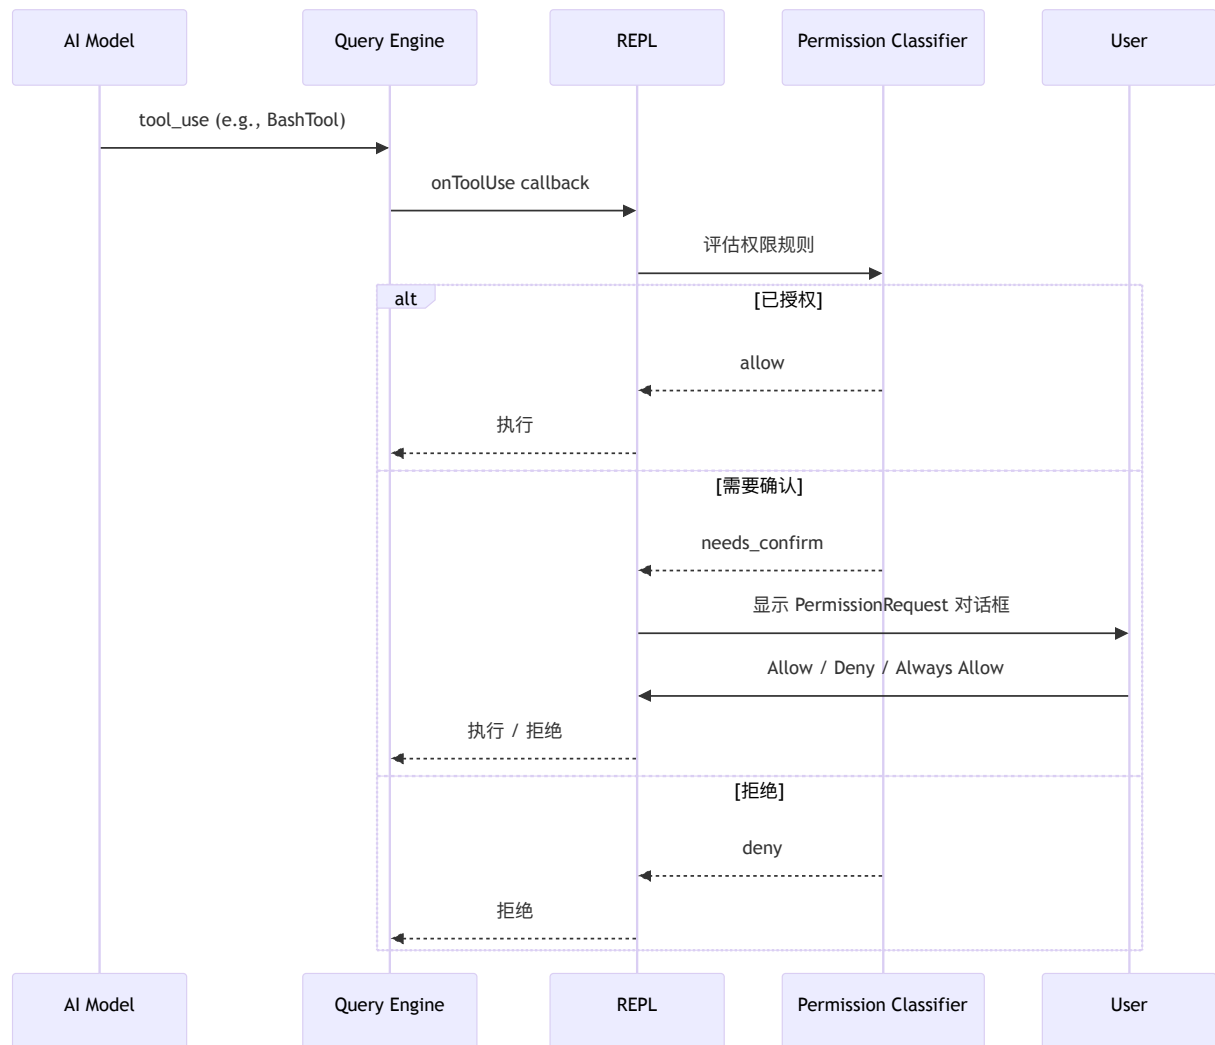 AI Model
Query Engine
REPL
Permission Classifier
User
tool_use (e.g., BashTool)
onToolUse callback
评估权限规则
alt
[已授权]
allow
执行
[需要确认]
needs_confirm
显示 PermissionRequest 对话框
Allow / Deny / Always Allow
执行 / 拒绝
[拒绝]
deny
拒绝
AI Model
Query Engine
REPL
Permission Classifier
User